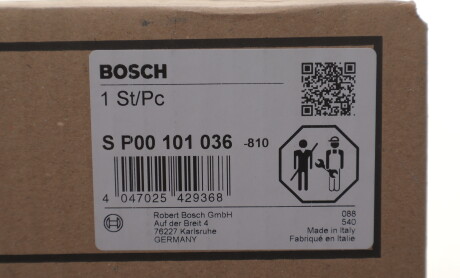 BOSCH
1 St/Pc
S P00 101 036 -810
4 047025 429368
Robert Bosch GmbH
Auf der Breit 4
76227 Karlsruhe
GERMANY
088
540
Made in Italy
Fabriqué en Italie